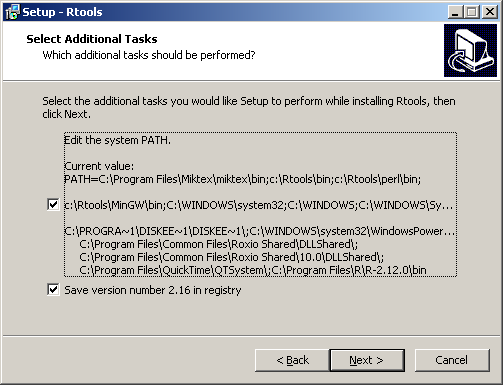 Setup - Rtools
Select Additional Tasks
Which additional tasks should be performed?
Select the additional tasks you would like Setup to perform while installing Rtools, then
click Next.
Edit the system PATH.
Current value:
PATH=C:\Program Files\Miktex\miktex\bin;c:\Rtools\bin;c:\Rtools\perl\bin;
c:\Rtools\MinGW\bin;C:\WINDOWS\system32;C:\WINDOWS;C:\WINDOWS\Sy...
C:\PROGRA~1\DISKEE~1\DISKEE~1\;C:\WINDOWS\system32\WindowsPower...
C:\Program Files\Common Files\Roxio Shared\DLLShared\;
C:\Program Files\Common Files\Roxio Shared\10.0\DLLShared\;
C:\Program Files\QuickTime\QTSystem\;C:\Program Files\R\R-2.12.0\bin
Save version number 2.16 in registry
< Back Next > Cancel